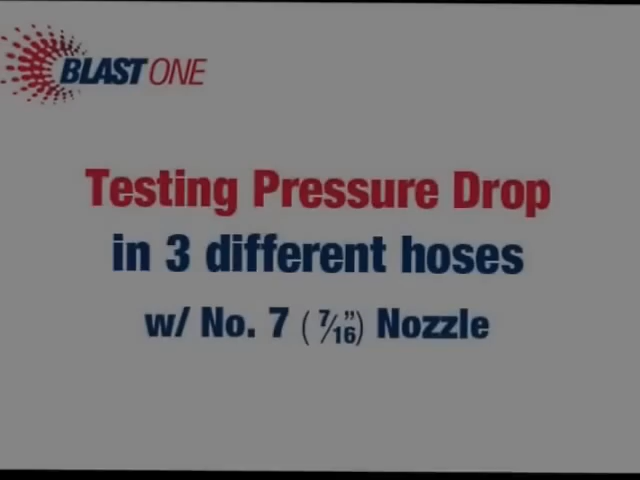 BLAST ONE
Testing Pressure Drop
in 3 different hoses
w/ No. 7 ( 7/16”) Nozzle